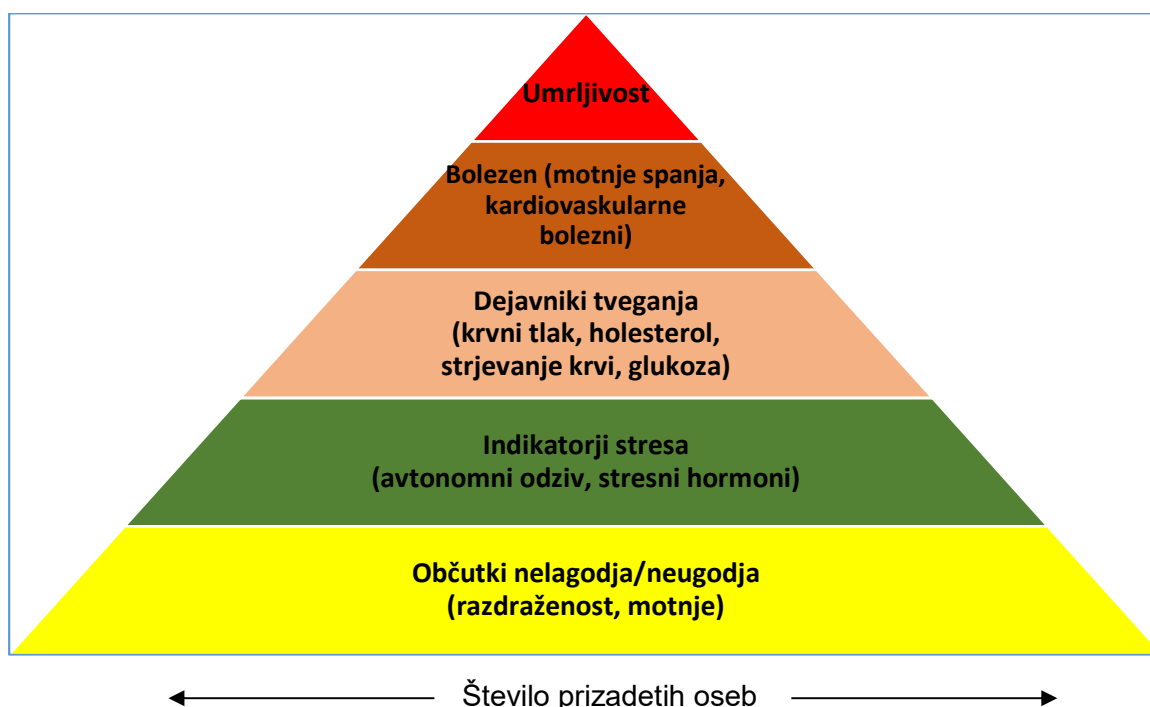 Umrljivost
Bolezen (motnje spanja,
kardiovaskularne
bolezni)
Dejavniki tveganja
(krvni tlak, holesterol,
strjevanje krvi, glukoza)
Indikatorji stresa
(avtonomni odziv, stresni hormoni)
Občutki nelagodja/neugodja
(razdraženost, motnje)
Število prizadetih oseb